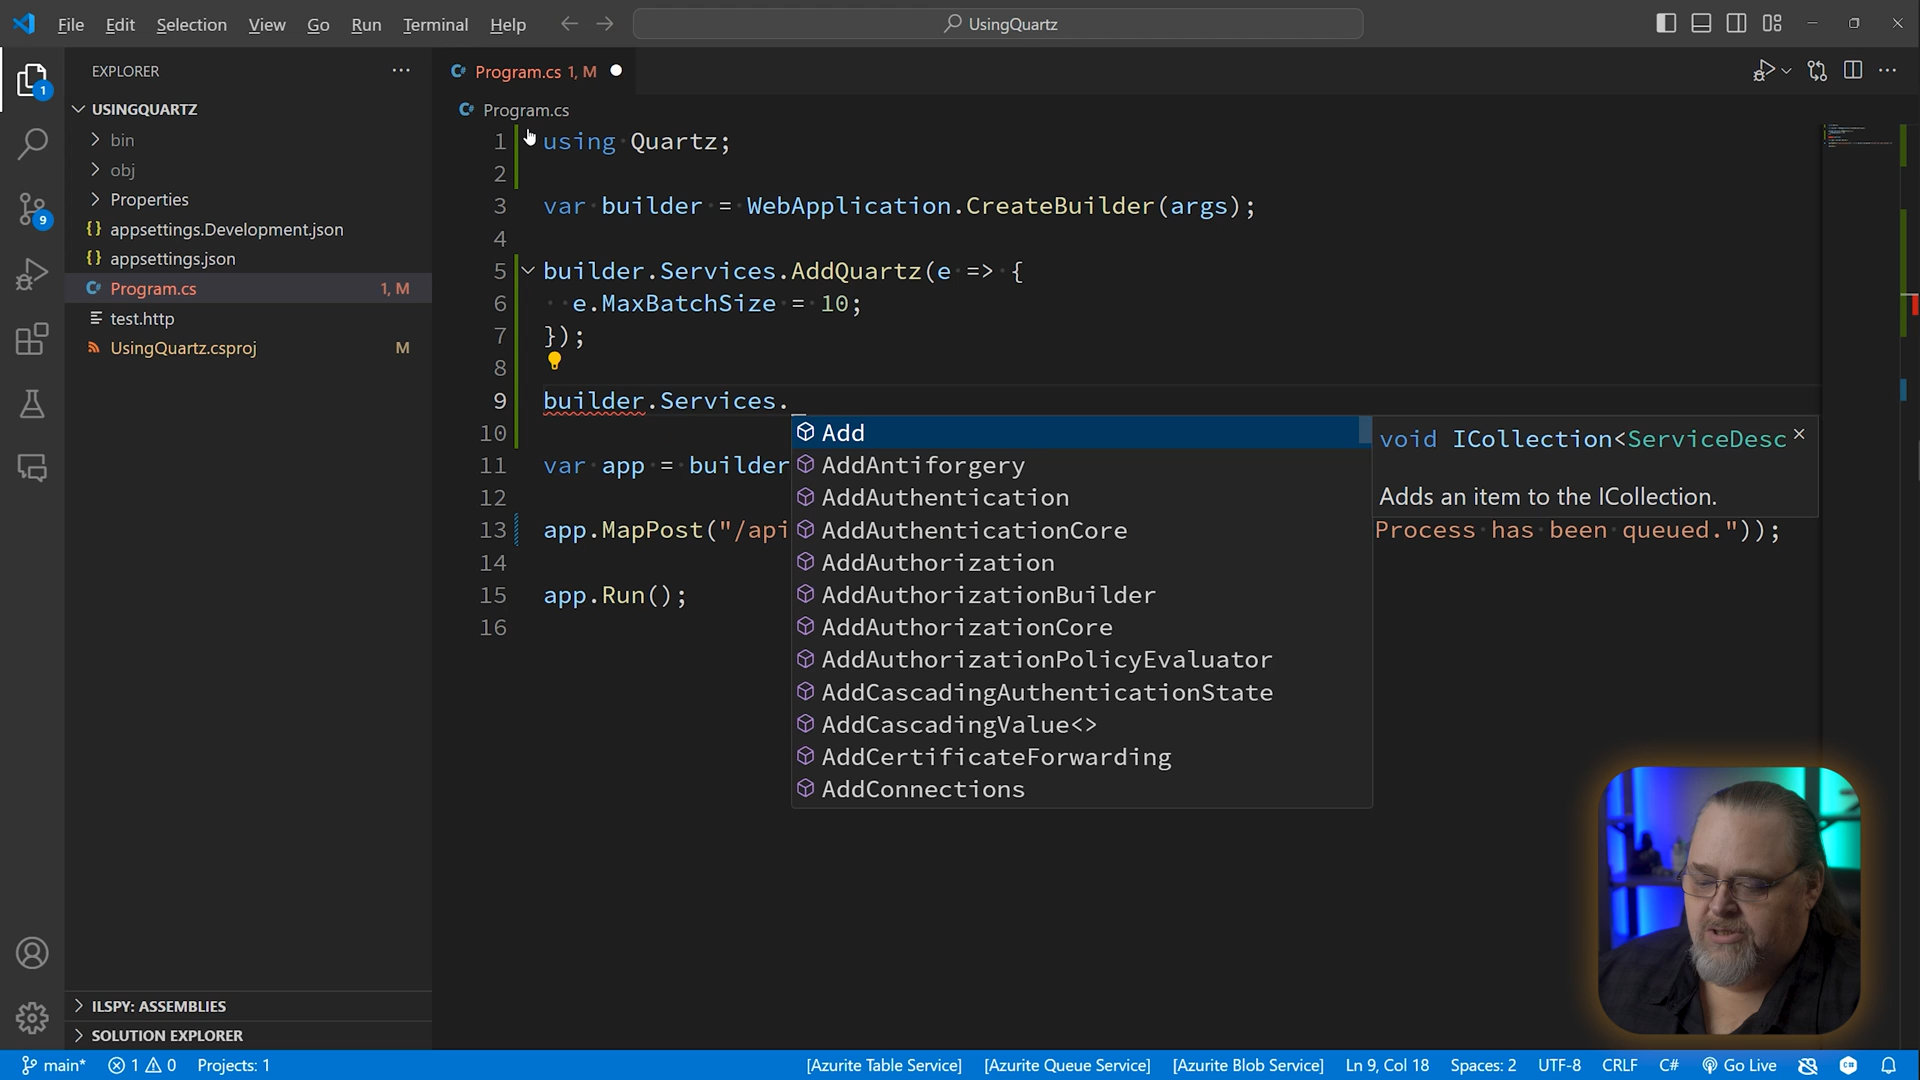 File Edit Selection View Go Run Terminal Help
UsingQuartz
EXPLORER
1
USINGQUARTZ
bin
obj
Properties
{} appsettings.Development.json
{} appsettings.json
C# Program.cs 1, M
test.http
UsingQuartz.csproj M
9
ILSPY: ASSEMBLIES
SOLUTION EXPLORER
C# Program.cs 1, M
C# Program.cs
1 using Quartz;
2
3 var builder = WebApplication.CreateBuilder(args);
4
5 builder.Services.AddQuartz(e => {
6 e.MaxBatchSize = 10;
7 });
8
9 builder.Services.
10
11 var app = builder
12
13 app.MapPost("/api Process has been queued."));
14
15 app.Run();
16
Add
AddAntiforgery
AddAuthentication
AddAuthenticationCore
AddAuthorization
AddAuthorizationBuilder
AddAuthorizationCore
AddAuthorizationPolicyEvaluator
AddCascadingAuthenticationState
AddCascadingValue<>
AddCertificateForwarding
AddConnections
void ICollection<ServiceDesc
Adds an item to the ICollection.
main* 1 0 Projects: 1 [Azurite Table Service] [Azurite Queue Service] [Azurite Blob Service] Ln 9, Col 18 Spaces: 2 UTF-8 CRLF C# Go Live